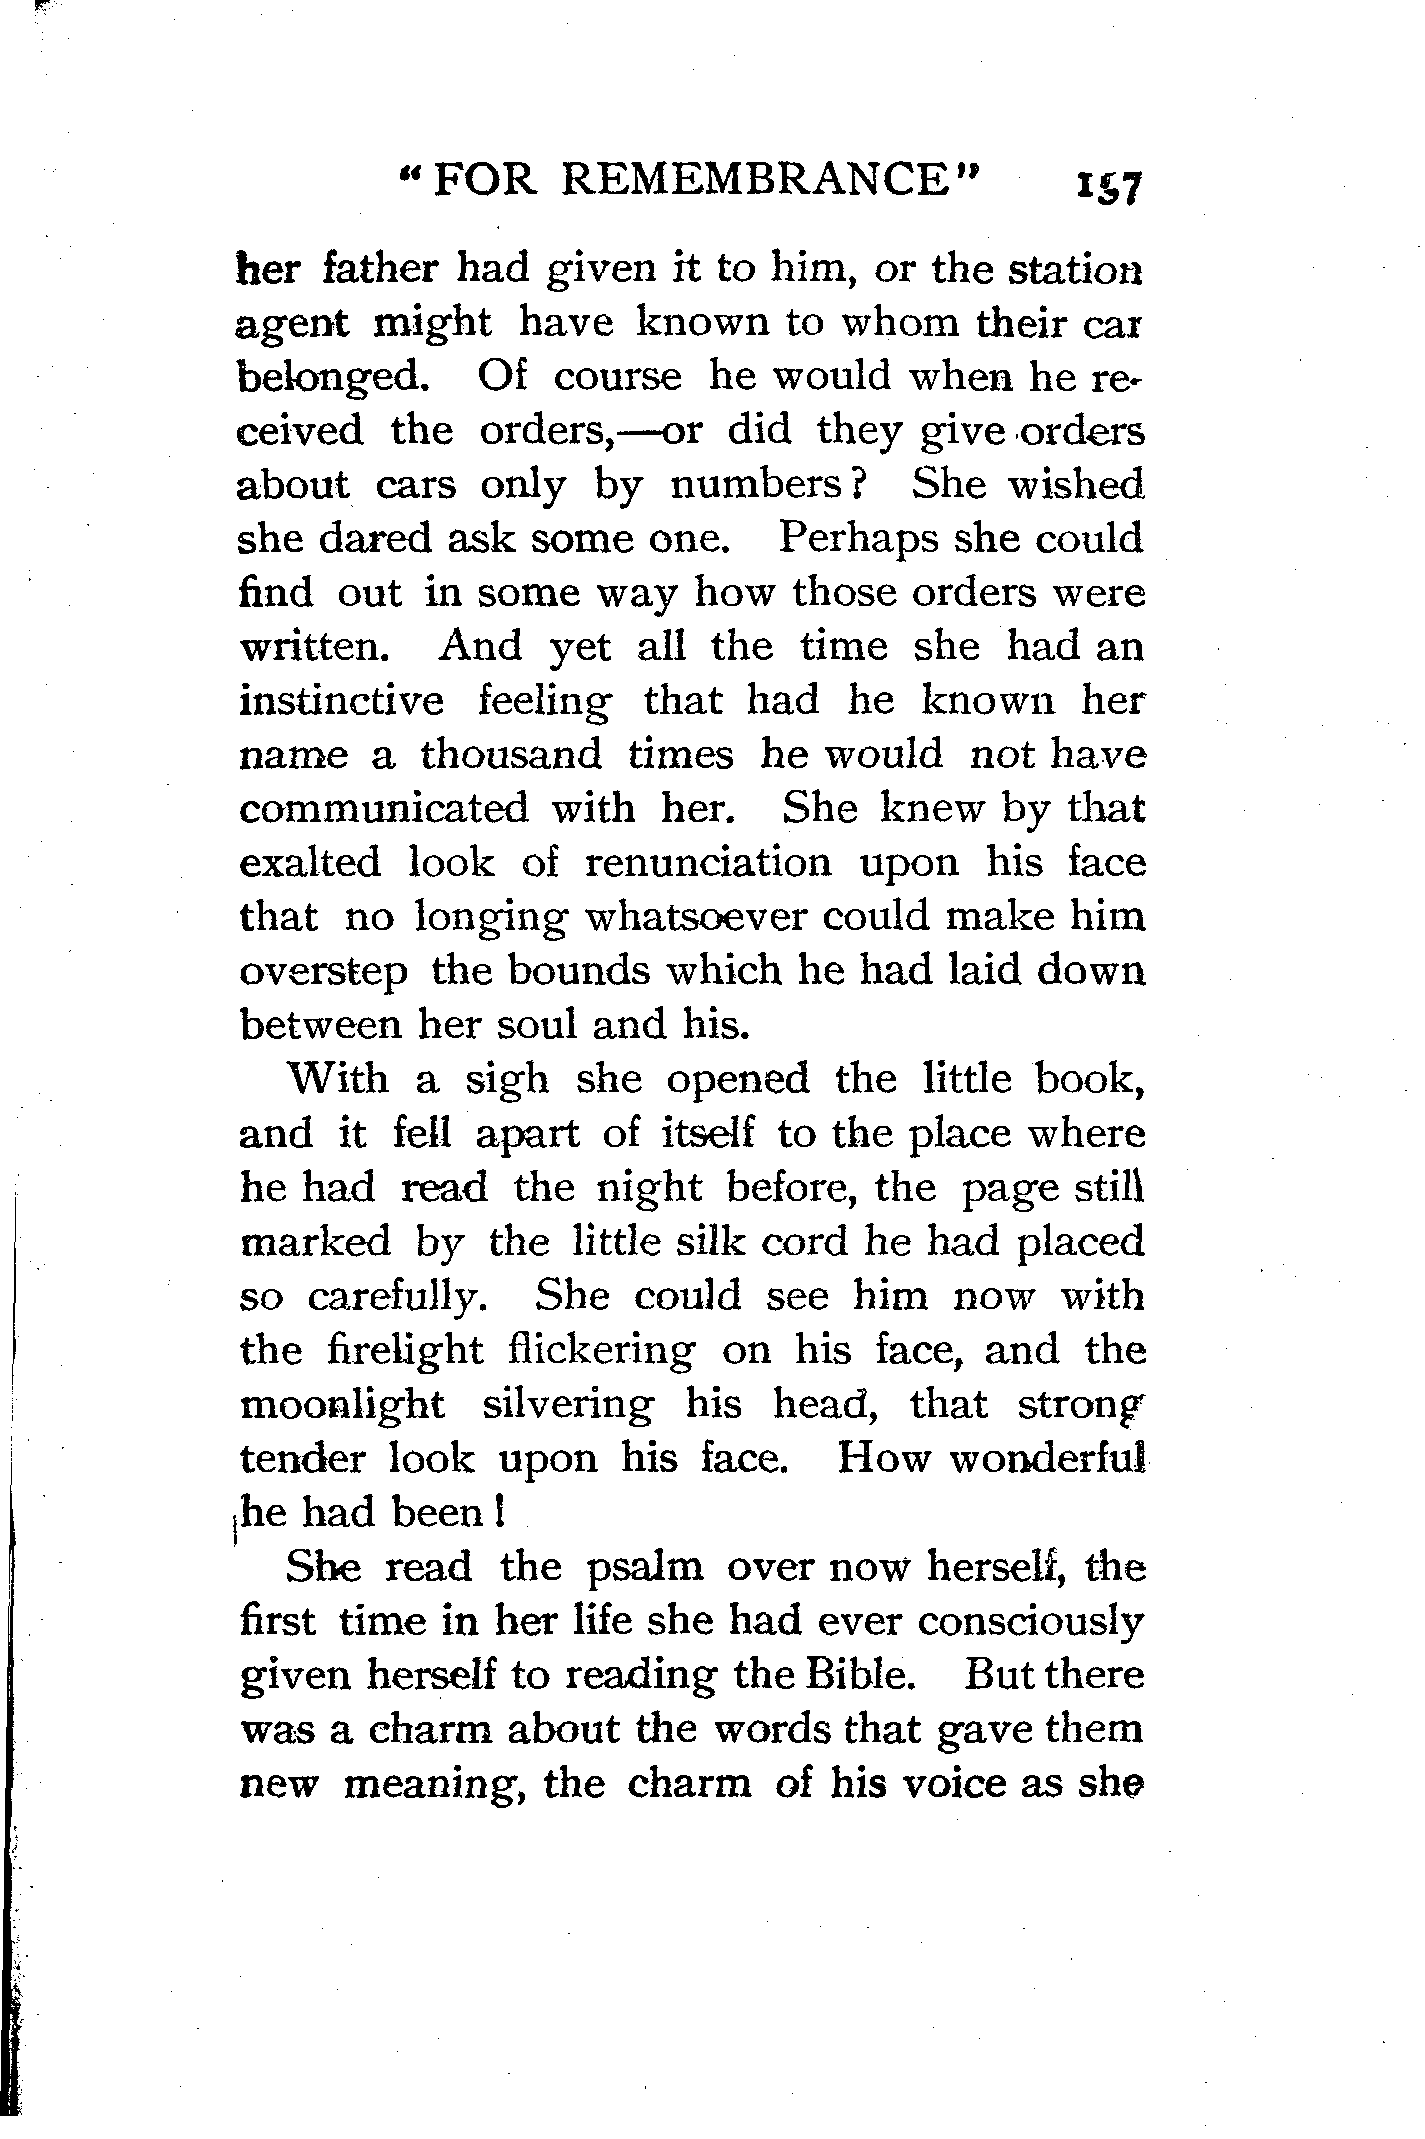 "FOR REMEMBRANCE" 157
her father had given it to him, or the station
agent might have known to whom their car
belonged. Of course he would when he re-
ceived the orders,—or did they give orders
about cars only by numbers? She wished
she dared ask some one. Perhaps she could
find out in some way how those orders were
written. And yet all the time she had an
instinctive feeling that had he known her
name a thousand times he would not have
communicated with her. She knew by that
exalted look of renunciation upon his face
that no longing whatsoever could make him
overstep the bounds which he had laid down
between her soul and his.
With a sigh she opened the little book,
and it fell apart of itself to the place where
he had read the night before, the page still
marked by the little silk cord he had placed
so carefully. She could see him now with
the firelight flickering on his face, and the
moonlight silvering his head, that strong
tender look upon his face. How wonderful
he had been!
She read the psalm over now herself, the
first time in her life she had ever consciously
given herself to reading the Bible. But there
was a charm about the words that gave them
new meaning, the charm of his voice as she